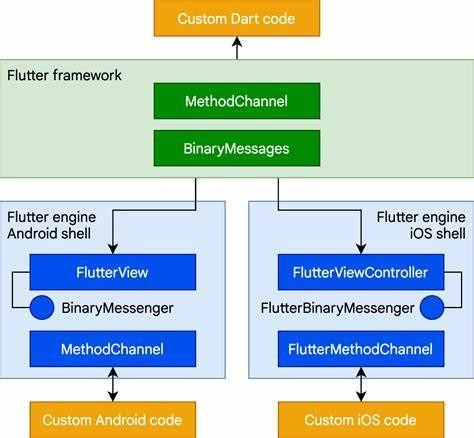 Custom Dart code
Flutter framework
MethodChannel
BinaryMessages
Flutter engine
Android shell
FlutterView
BinaryMessenger
MethodChannel
Custom Android code
Flutter engine
iOS shell
FlutterViewController
FlutterBinaryMessenger
FlutterMethodChannel
Custom iOS code